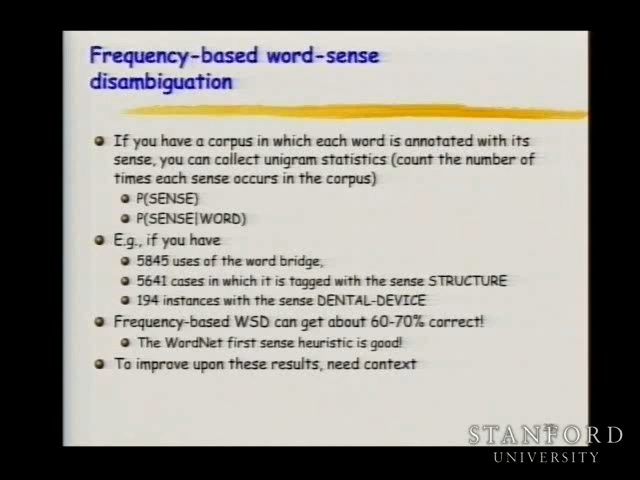 Frequency-based word-sense
disambiguation
If you have a corpus in which each word is annotated with its
sense, you can collect unigram statistics (count the number of
times each sense occurs in the corpus)
P(SENSE)
P(SENSE|WORD)
E.g., if you have
5845 uses of the word bridge,
5641 cases in which it is tagged with the sense STRUCTURE
194 instances with the sense DENTAL-DEVICE
Frequency-based WSD can get about 60-70% correct!
The WordNet first sense heuristic is good!
To improve upon these results, need context
STANFORD
UNIVERSITY